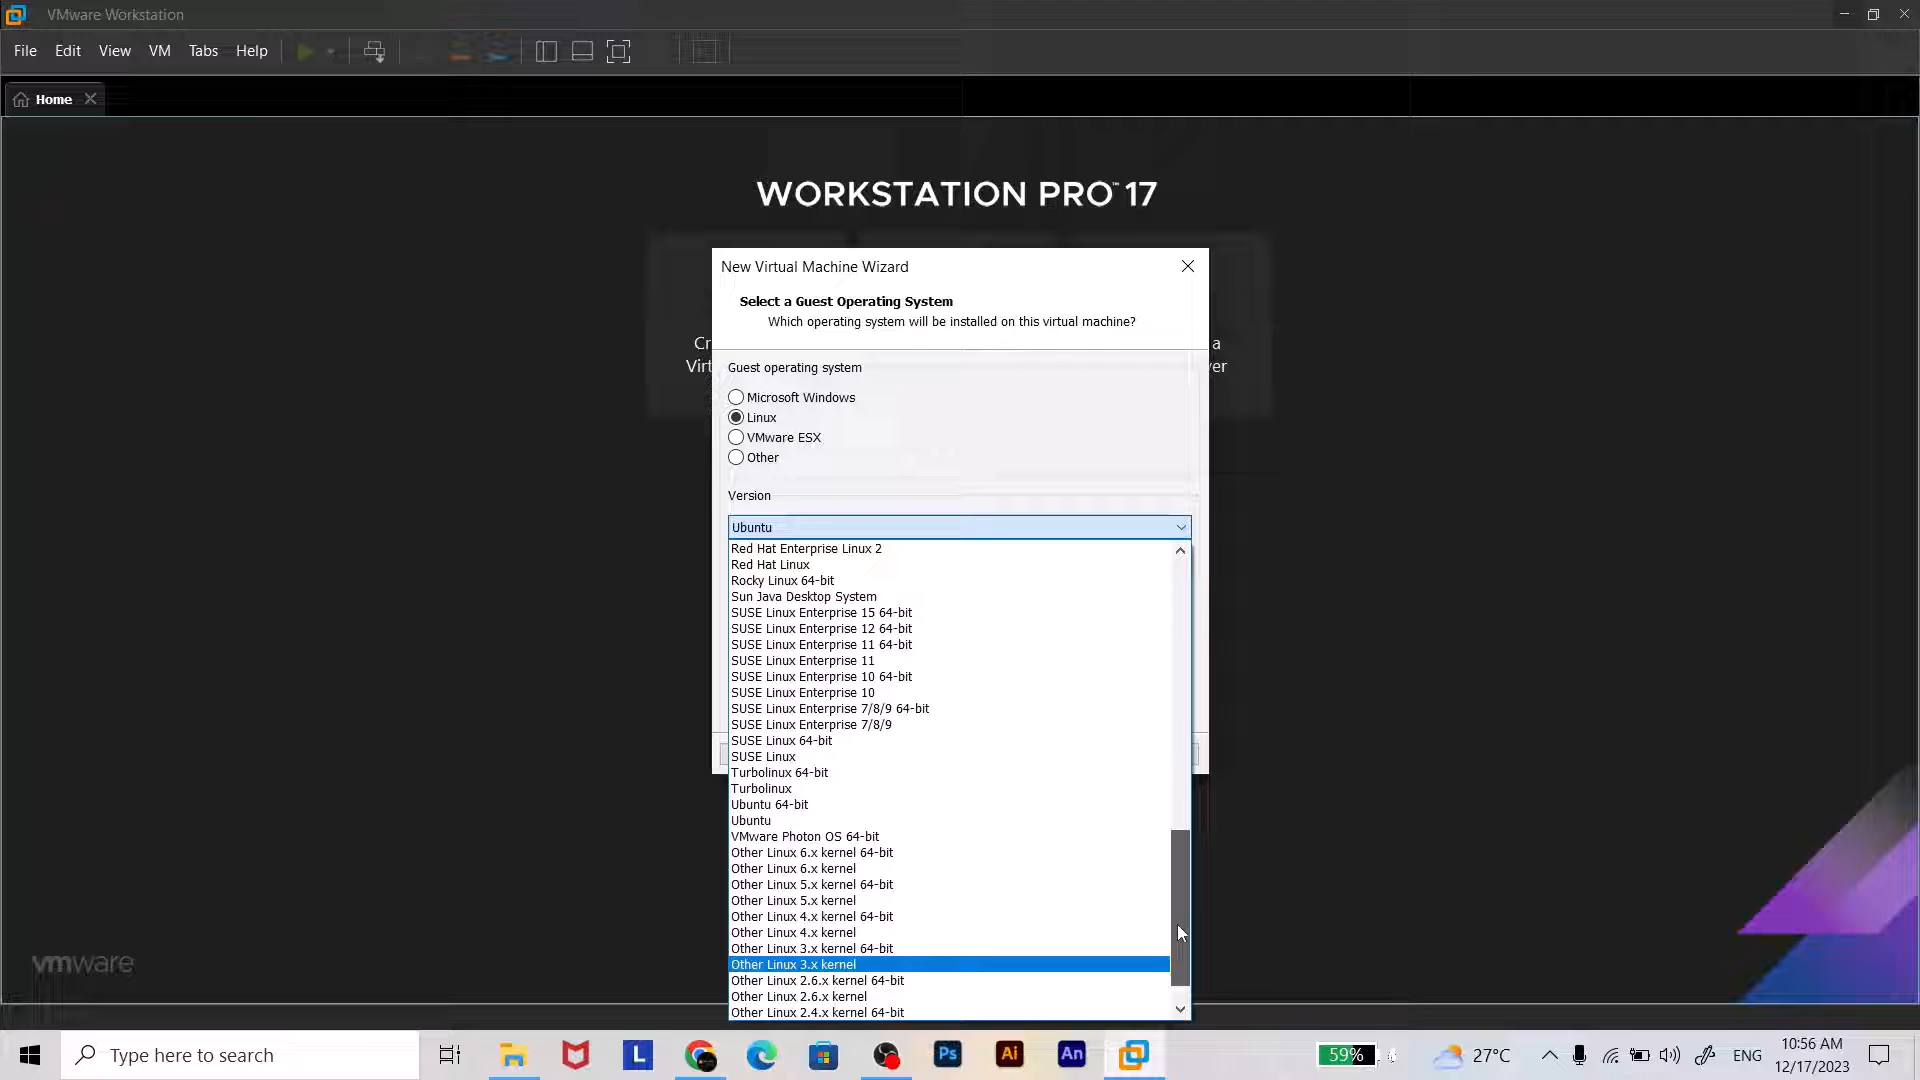 VMware Workstation
File Edit View VM Tabs Help
Home
WORKSTATION PRO™ 17
New Virtual Machine Wizard
Select a Guest Operating System
Which operating system will be installed on this virtual machine?
Cr
a
Virt
ver
Guest operating system
Microsoft Windows
Linux
VMware ESX
Other
Version
Ubuntu
Red Hat Enterprise Linux 2
Red Hat Linux
Rocky Linux 64-bit
Sun Java Desktop System
SUSE Linux Enterprise 15 64-bit
SUSE Linux Enterprise 12 64-bit
SUSE Linux Enterprise 11 64-bit
SUSE Linux Enterprise 11
SUSE Linux Enterprise 10 64-bit
SUSE Linux Enterprise 10
SUSE Linux Enterprise 7/8/9 64-bit
SUSE Linux Enterprise 7/8/9
SUSE Linux 64-bit
SUSE Linux
Turbolinux 64-bit
Turbolinux
Ubuntu 64-bit
Ubuntu
VMware Photon OS 64-bit
Other Linux 6.x kernel 64-bit
Other Linux 6.x kernel
Other Linux 5.x kernel 64-bit
Other Linux 5.x kernel
Other Linux 4.x kernel 64-bit
Other Linux 4.x kernel
Other Linux 3.x kernel 64-bit
Other Linux 3.x kernel
Other Linux 2.6.x kernel 64-bit
Other Linux 2.6.x kernel
Other Linux 2.4.x kernel 64-bit
vmware
Type here to search
L
Ps
Ai
An
59%
27°C
ENG
10:56 AM
12/17/2023